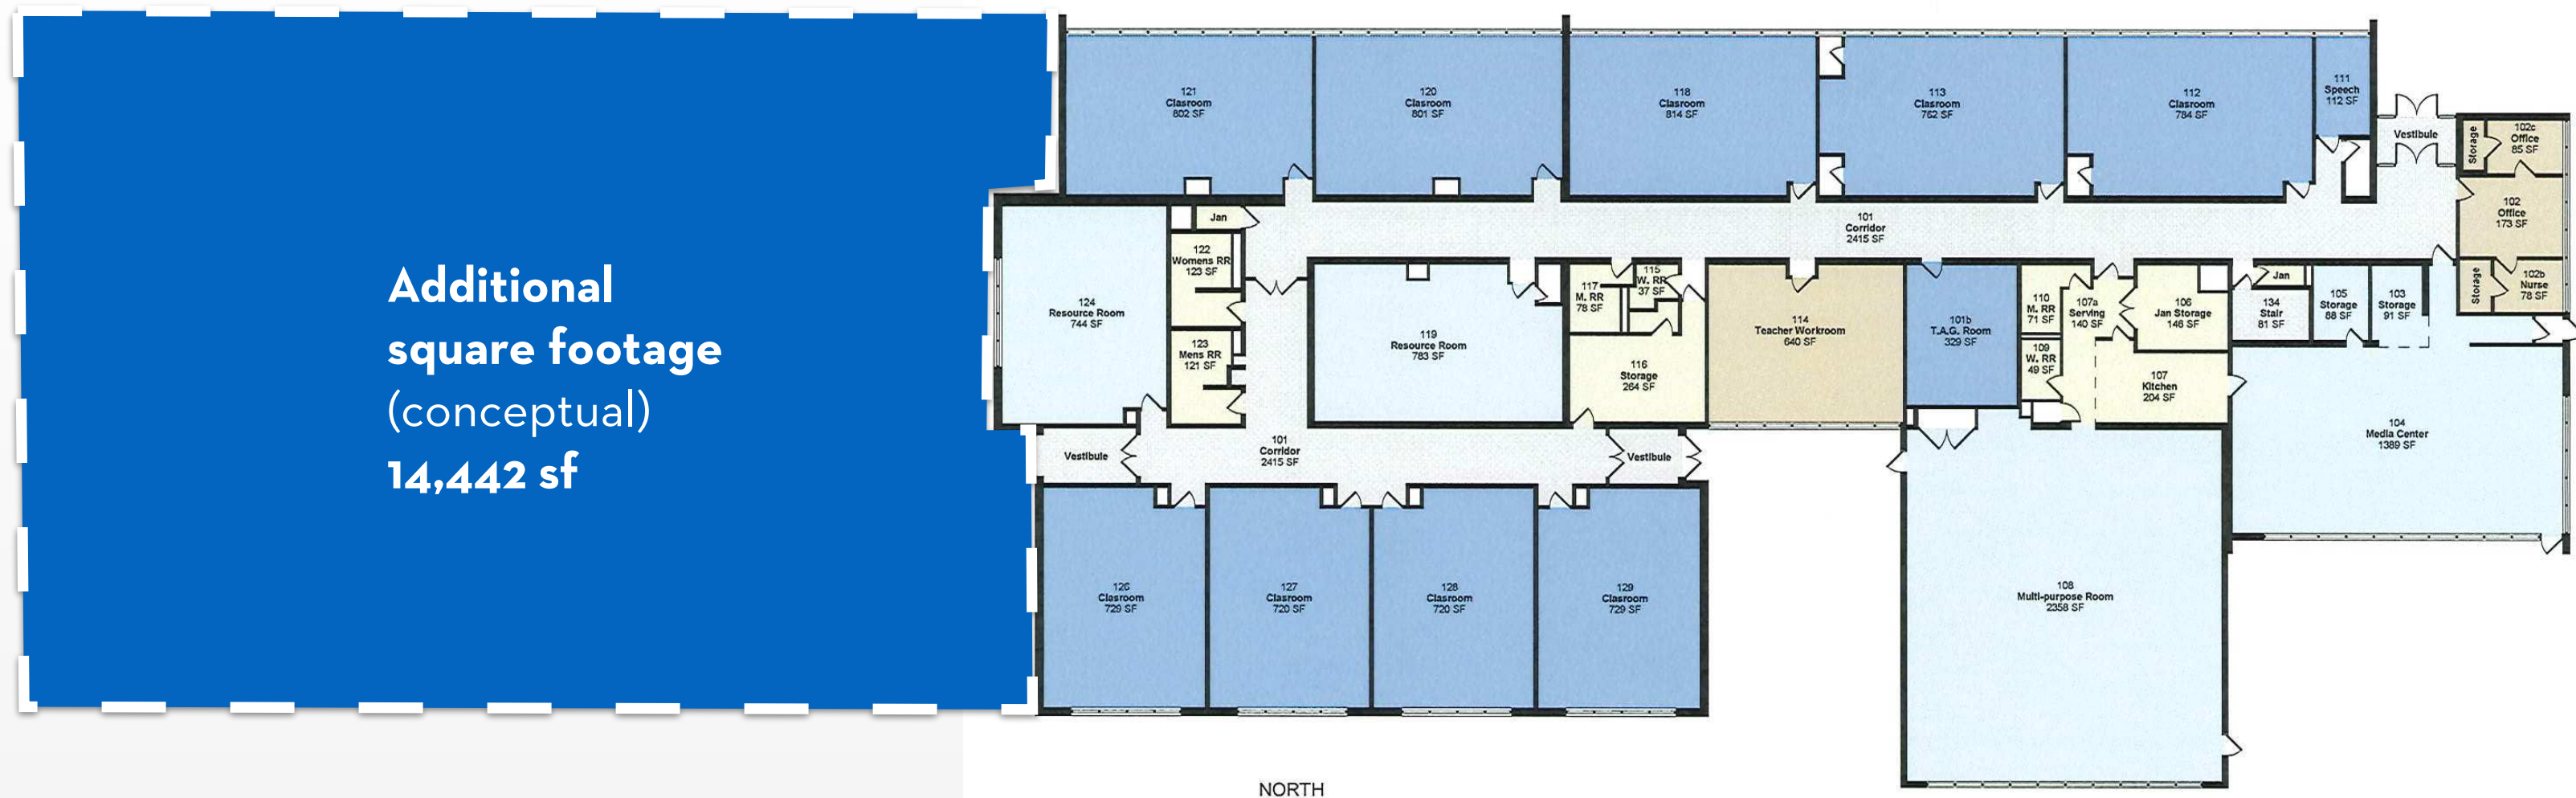 Additional
square footage
(conceptual)
14,442 sf
121
Clasroom
802 SF
120
Clasroom
801 SF
118
Clasroom
814 SF
113
Clasroom
762 SF
112
Clasroom
784 SF
111
Speech
112 SF
Vestibule
Storage
102c
Office
85 SF
102
Office
173 SF
Storage
102b
Nurse
78 SF
101
Corridor
2415 SF
Jan
122
Womens RR
123 SF
124
Resource Room
744 SF
123
Mens RR
121 SF
119
Resource Room
783 SF
117
M. RR
78 SF
115
W. RR
37 SF
116
Storage
264 SF
114
Teacher Workroom
640 SF
101b
T.A.G. Room
329 SF
110
M. RR
71 SF
109
W. RR
49 SF
107a
Serving
140 SF
106
Jan Storage
146 SF
107
Kitchen
204 SF
Jan
134
Stair
81 SF
105
Storage
88 SF
103
Storage
91 SF
104
Media Center
1389 SF
Vestibule
101
Corridor
2415 SF
Vestibule
126
Clasroom
729 SF
127
Clasroom
720 SF
128
Clasroom
720 SF
129
Clasroom
729 SF
108
Multi-purpose Room
2358 SF
NORTH